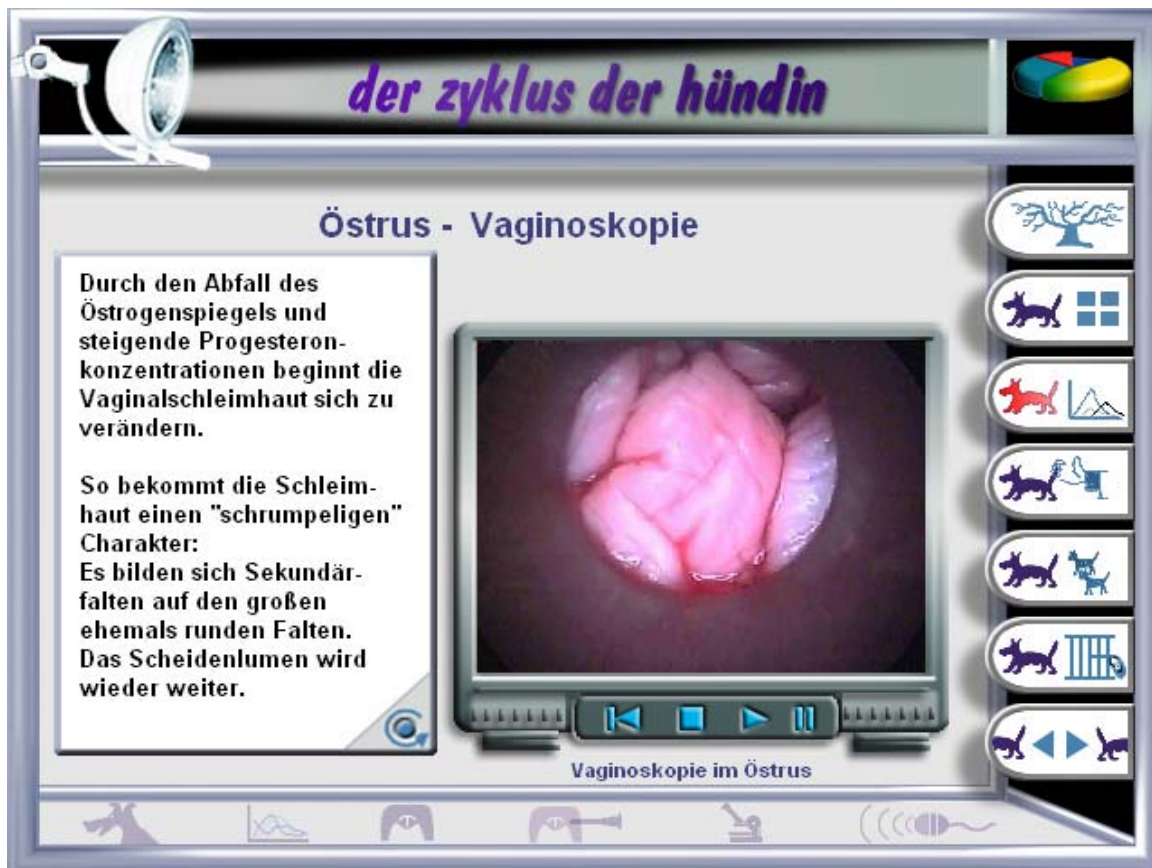 der zyklus der hündin
Östrus - Vaginoskopie
Durch den Abfall des
Östrogenspiegels und
steigende Progesteron-
konzentrationen beginnt die
Vaginalschleimhaut sich zu
verändern.
So bekommt die Schleim-
haut einen "schrumpeligen"
Charakter:
Es bilden sich Sekundär-
falten auf den großen
ehemals runden Falten.
Das Scheidenlumen wird
wieder weiter.
Vaginoskopie im Östrus